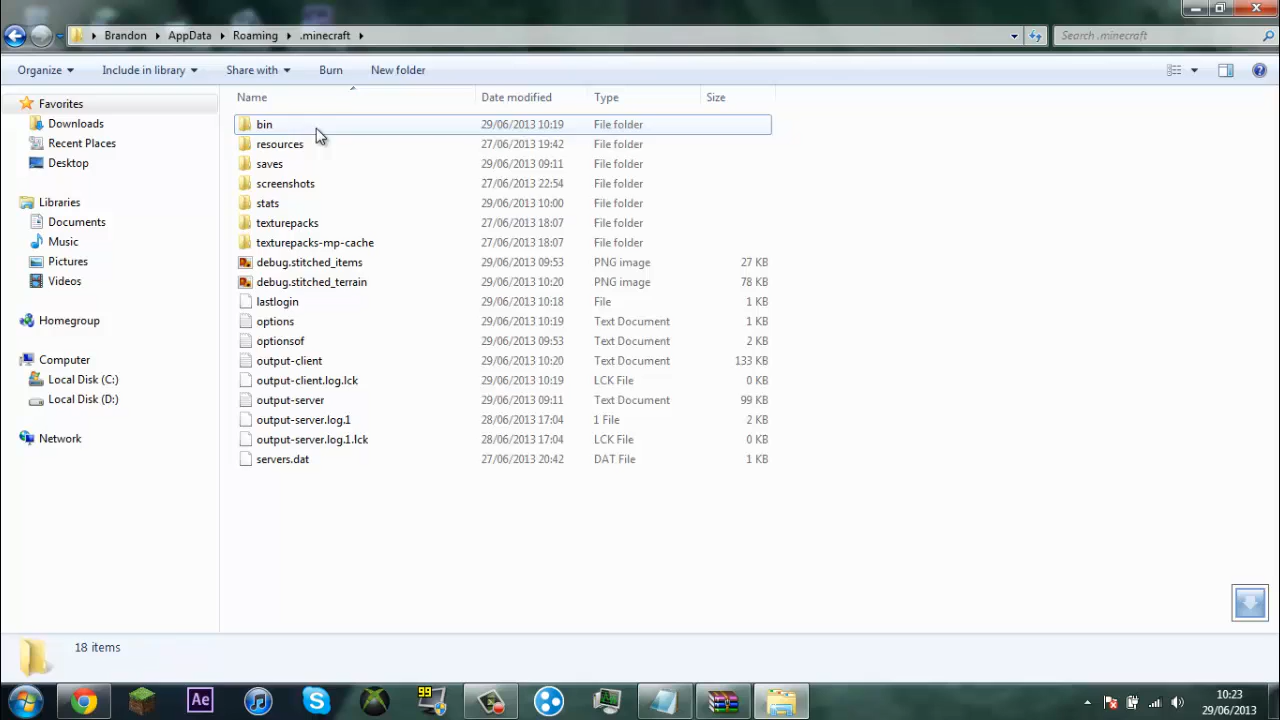 Brandon AppData Roaming .minecraft Search .minecraft
Organize Include in library Share with Burn New folder
Name Date modified Type Size
Favorites
Downloads
Recent Places
Desktop
Libraries
Documents
Music
Pictures
Videos
Homegroup
Computer
Local Disk (C:)
Local Disk (D:)
Network
bin 29/06/2013 10:19 File folder
resources 27/06/2013 19:42 File folder
saves 29/06/2013 09:11 File folder
screenshots 27/06/2013 22:54 File folder
stats 29/06/2013 10:00 File folder
texturepacks 27/06/2013 18:07 File folder
texturepacks-mp-cache 27/06/2013 18:07 File folder
debug.stitched_items 29/06/2013 09:53 PNG image 27 KB
debug.stitched_terrain 29/06/2013 10:20 PNG image 78 KB
lastlogin 29/06/2013 10:18 File 1 KB
options 29/06/2013 10:19 Text Document 1 KB
optionsof 29/06/2013 09:53 Text Document 2 KB
output-client 29/06/2013 10:20 Text Document 133 KB
output-client.log.lck 29/06/2013 10:19 LCK File 0 KB
output-server 29/06/2013 09:11 Text Document 99 KB
output-server.log.1 28/06/2013 17:04 1 File 2 KB
output-server.log.1.lck 28/06/2013 17:04 LCK File 0 KB
servers.dat 27/06/2013 20:42 DAT File 1 KB
18 items
Ae 99
10:23
29/06/2013